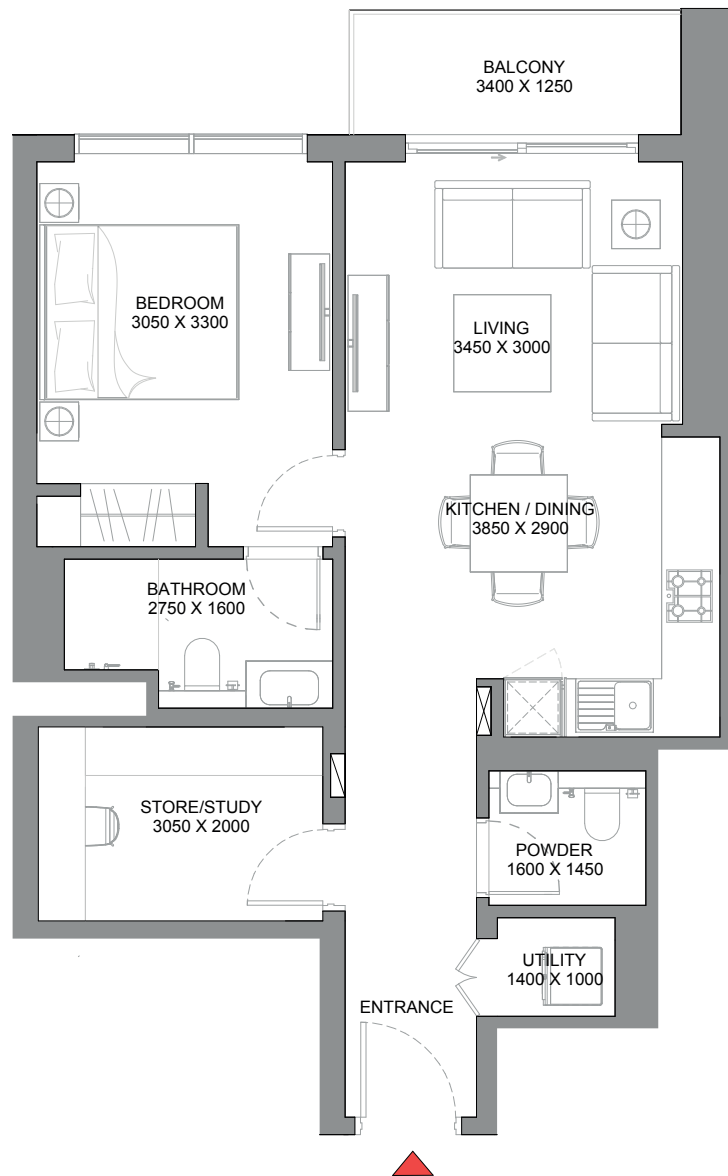 BALCONY
3400 X 1250
BEDROOM
3050 X 3300
LIVING
3450 X 3000
KITCHEN / DINING
3850 X 2900
BATHROOM
2750 X 1600
STORE/STUDY
3050 X 2000
POWDER
1600 X 1450
UTILITY
1400 X 1000
ENTRANCE